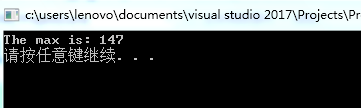 c:\users\lenovo\documents\visual studio 2017\Projects\Pr
The max is: 147
请按任意键继续. . .